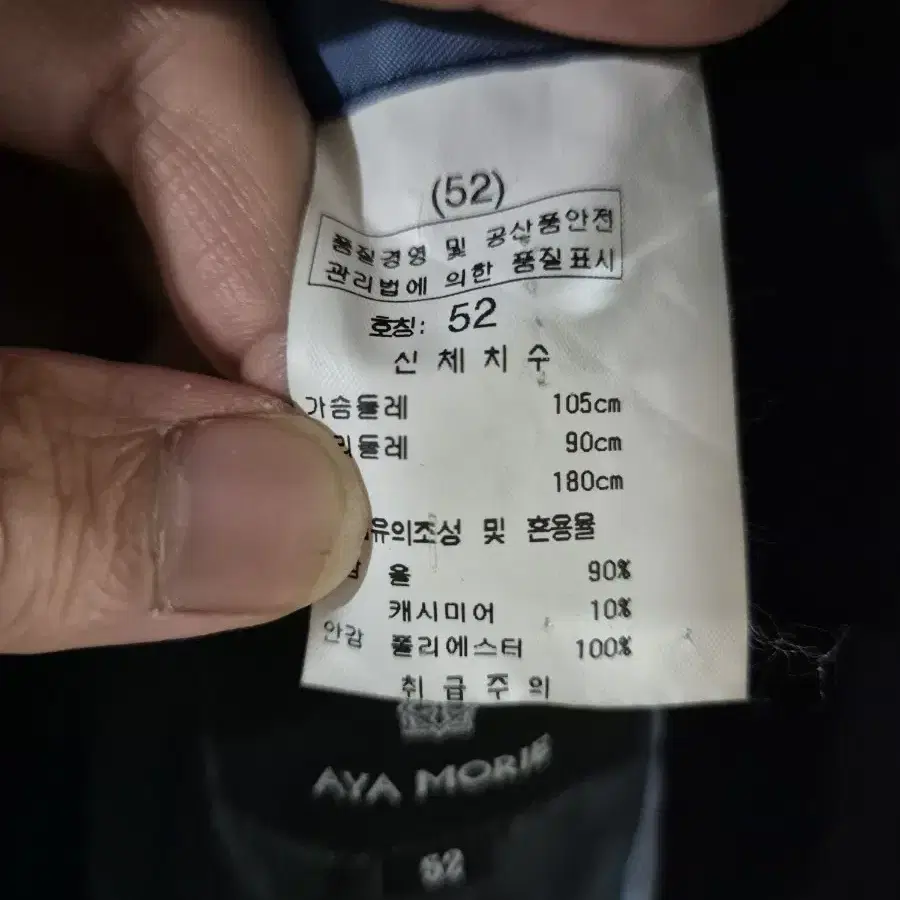 (52)
품질경영 및 공산품안전
관리법에 의한 품질표시
호칭: 52
신체치수
가슴둘레 105cm
리둘레 90cm
180cm
유의조성 및 혼용율
울 90%
캐시미어 10%
안감 폴리에스터 100%
취급주의
AYA MORIE
52